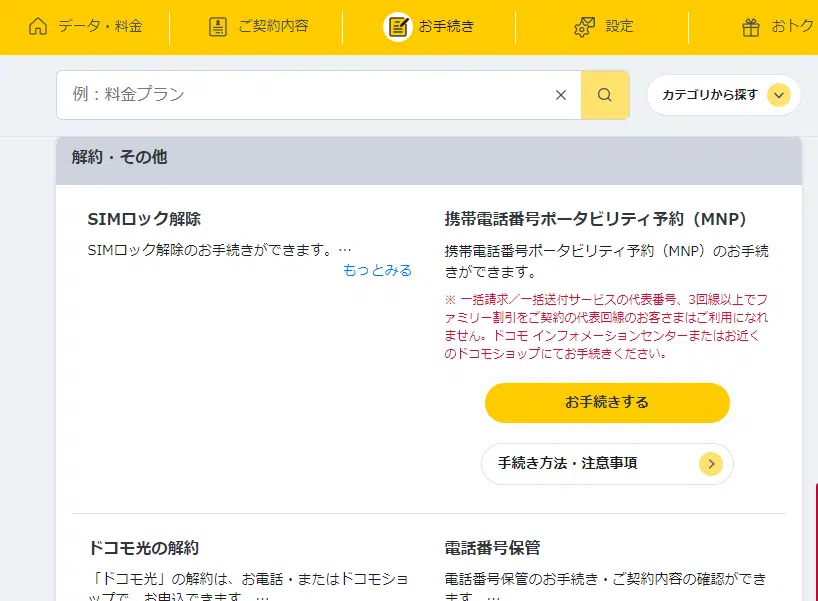 データ・料金
ご契約内容
お手続き
設定
おトク
例：料金プラン
カテゴリから探す
解約・その他
SIMロック解除
SIMロック解除のお手続きができます。…
もっとみる
携帯電話番号ポータビリティ予約（MNP）
携帯電話番号ポータビリティ予約（MNP）のお手続
きができます。
※ 一括請求／一括送付サービスの代表番号、3回線以上でフ
ァミリー割引をご契約の代表回線のお客さまはご利用になれ
ません。ドコモ インフォメーションセンターまたはお近く
のドコモショップにてお手続きください。
お手続きする
手続き方法・注意事項
ドコモ光の解約
「ドコモ光」の解約は、お電話・またはドコモショ
ップで、お申込できます。…
電話番号保管
電話番号保管のお手続き・ご契約内容の確認ができ
ます。…